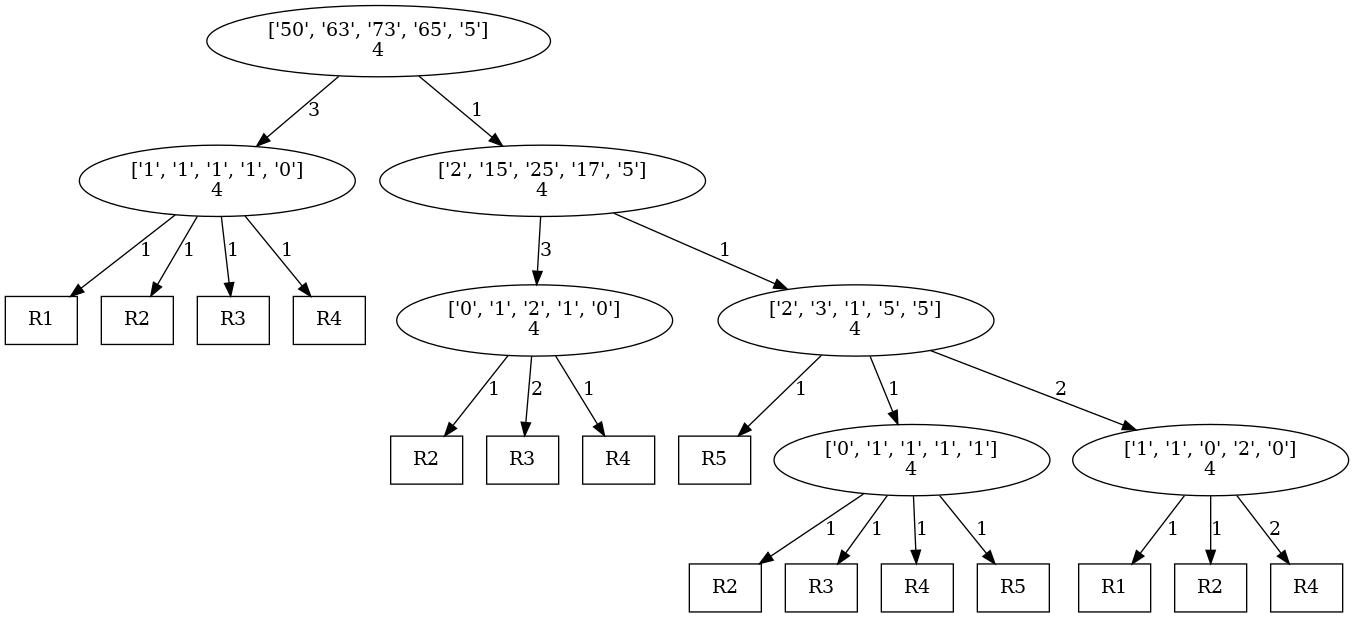 ['50', '63', '73', '65', '5']
4
3
1
['1', '1', '1', '1', '0']
4
['2', '15', '25', '17', '5']
4
1
1
1
1
3
1
R1
R2
R3
R4
['0', '1', '2', '1', '0']
4
['2', '3', '1', '5', '5']
4
1
2
1
1
1
2
R2
R3
R4
R5
['0', '1', '1', '1', '1']
4
['1', '1', '0', '2', '0']
4
1
1
1
1
1
1
2
R2
R3
R4
R5
R1
R2
R4